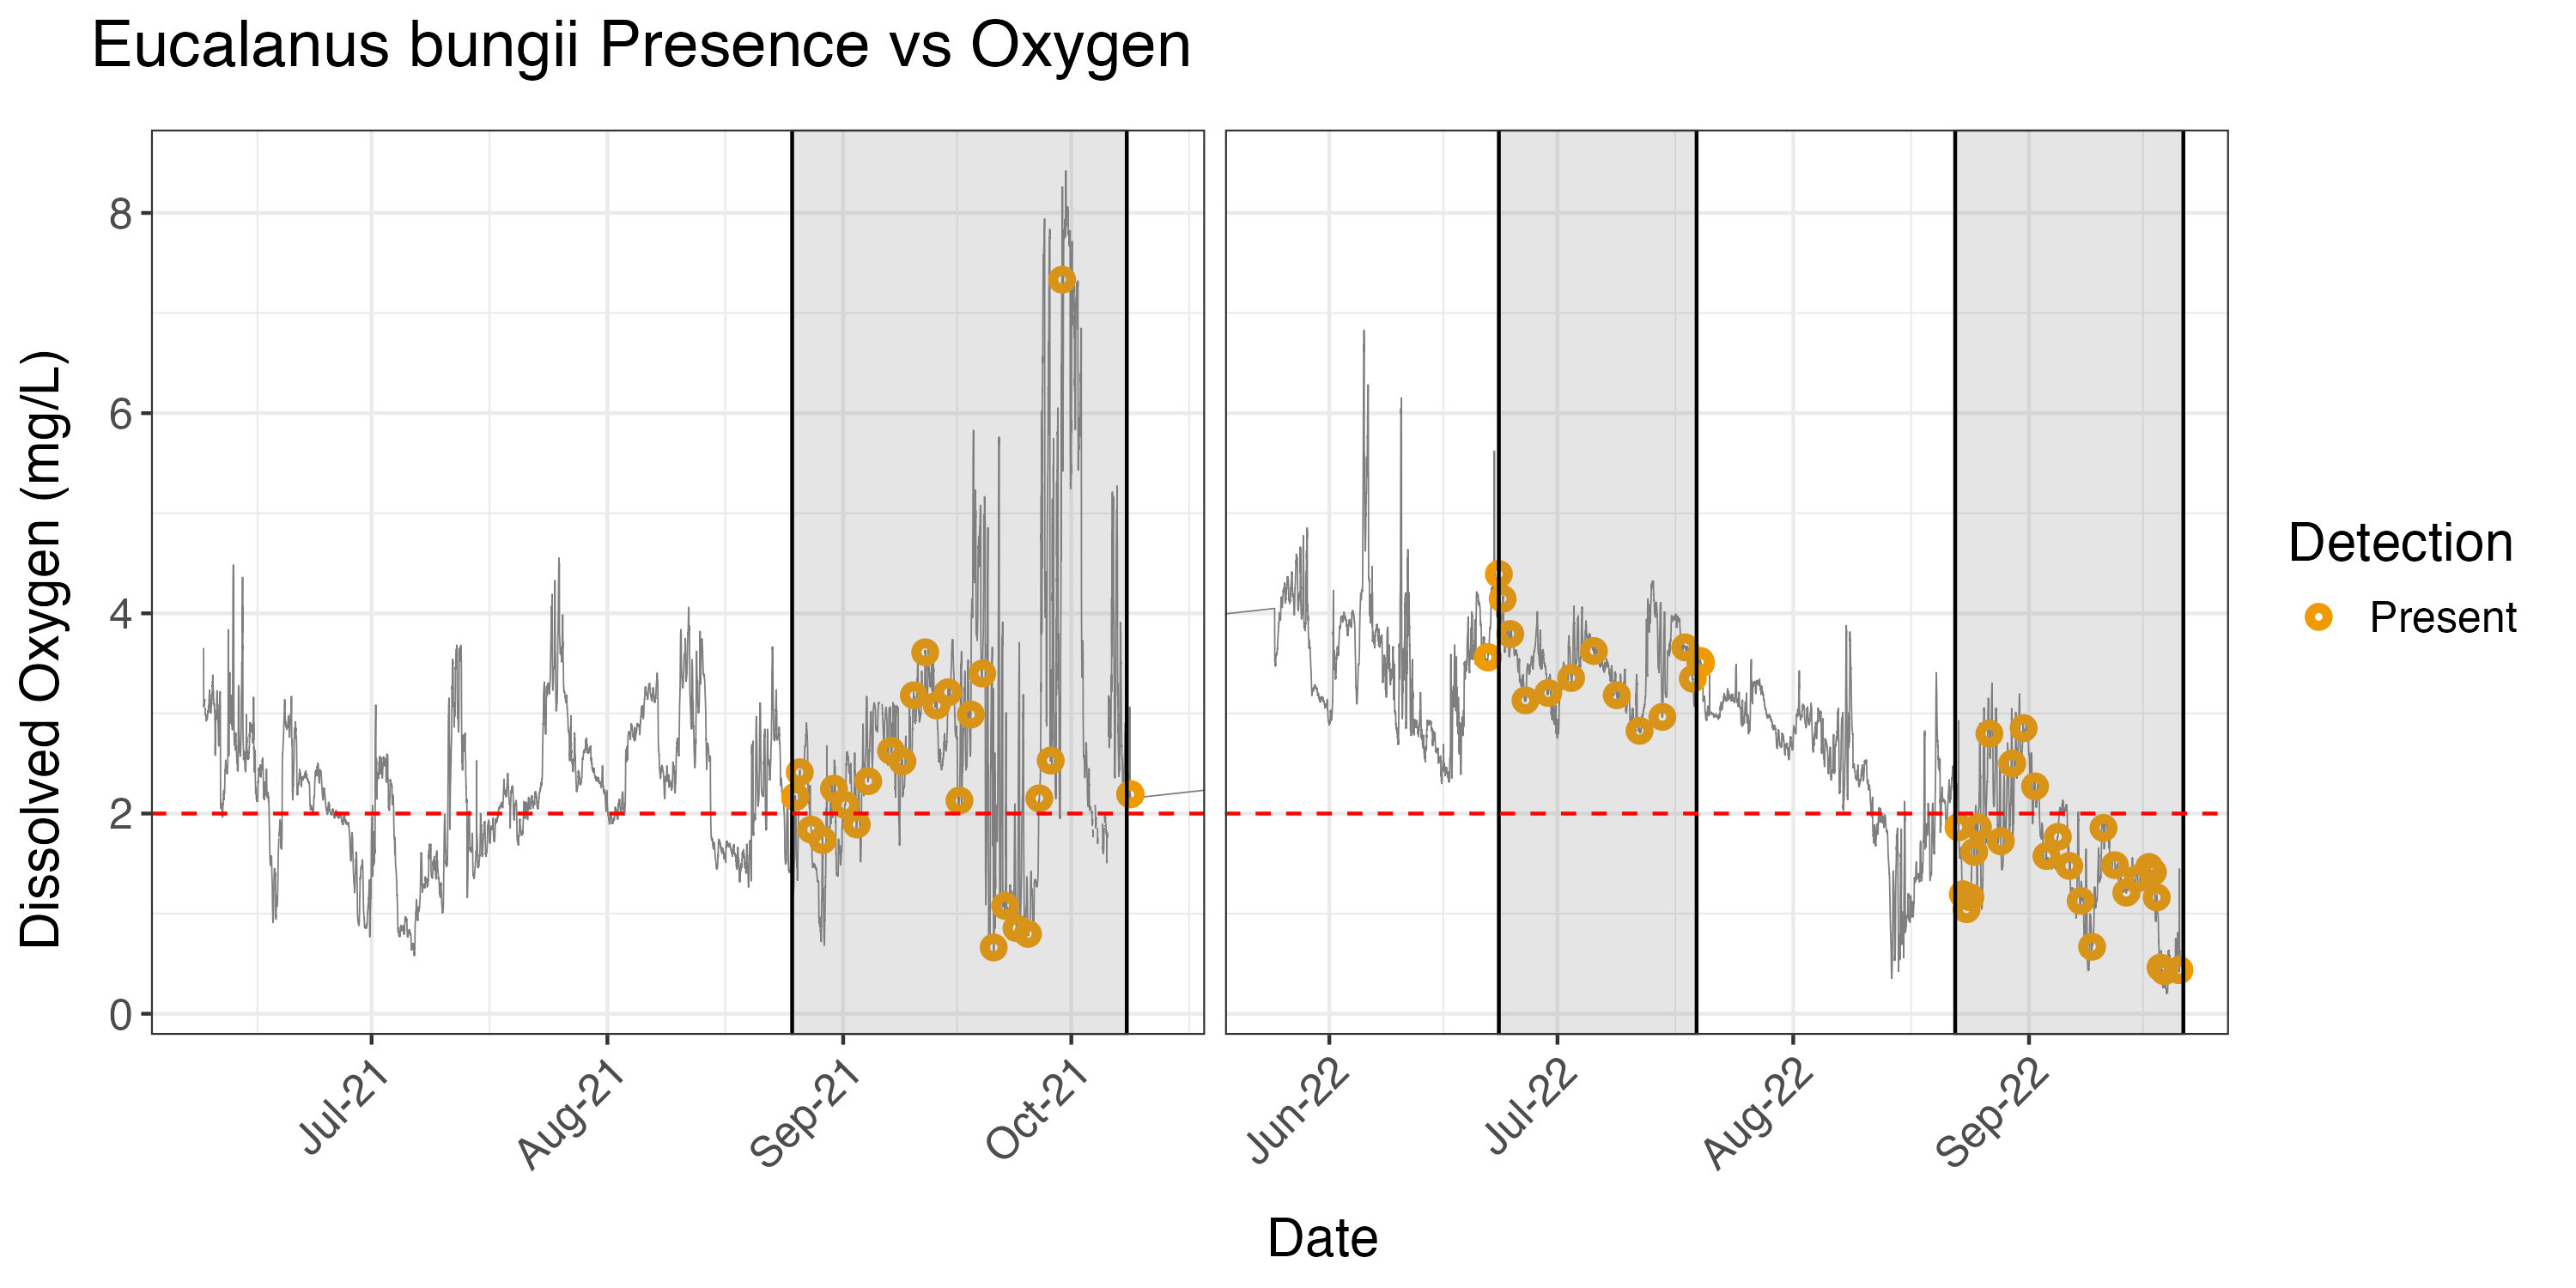 Eucalanus bungii Presence vs Oxygen
Dissolved Oxygen (mg/L)
8
6
4
2
0
Jul-21
Aug-21
Sep-21
Oct-21
Jun-22
Jul-22
Aug-22
Sep-22
Date
Detection
Present